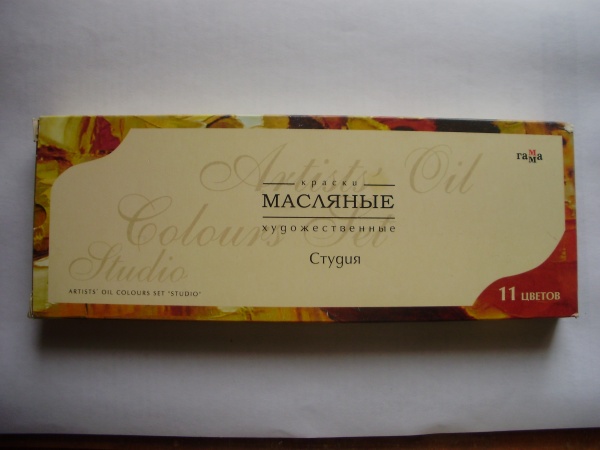 гамма
Artists' Oil
краски
МАСЛЯНЫЕ
Colours Set
художественные
Studio
Студия
ARTISTS' OIL COLOURS SET "STUDIO"
11 ЦВЕТОВ